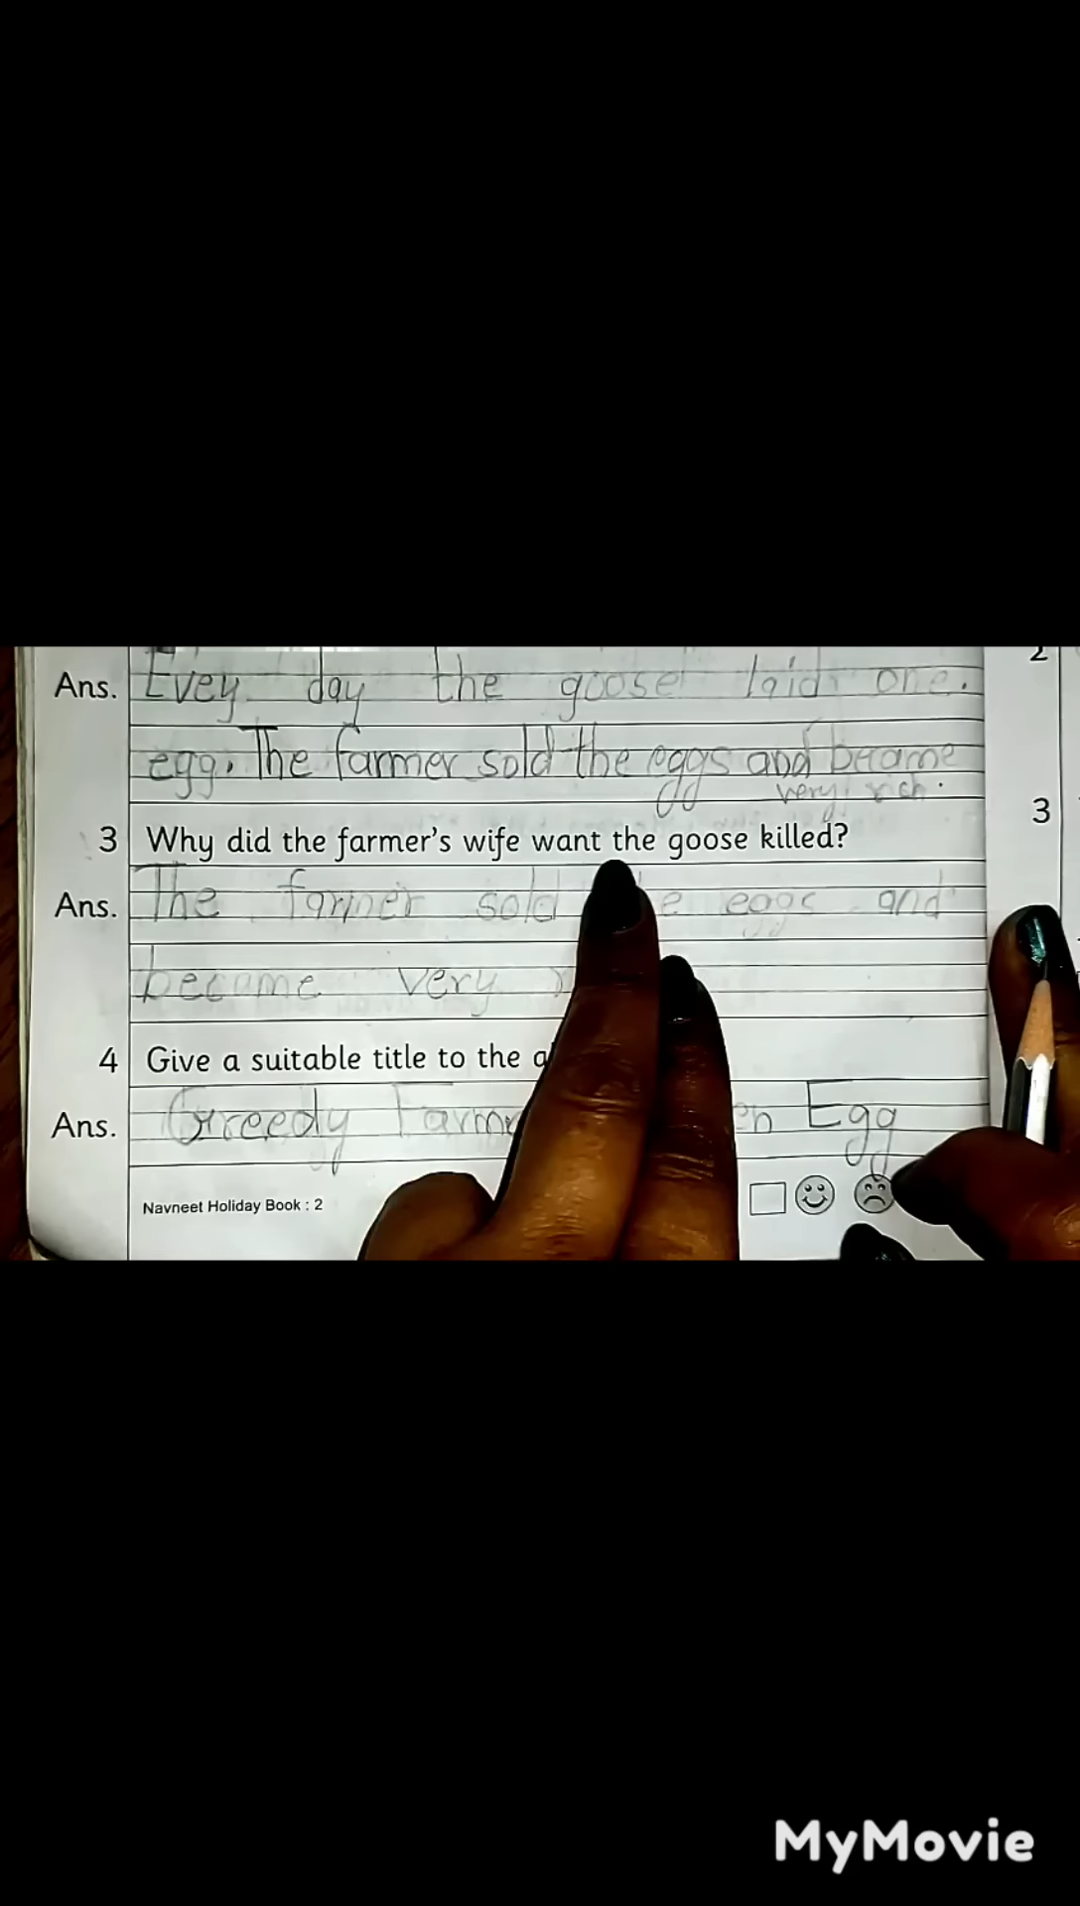 2
Ans. Evey day the goose laid one.
egg. The farmer sold the eggs and became
very rich.
3
3 Why did the farmer's wife want the goose killed?
Ans. The farmer sold eggs and
became very
4 Give a suitable title to the
Ans. Greedy Egg
Navneet Holiday Book : 2
MyMovie